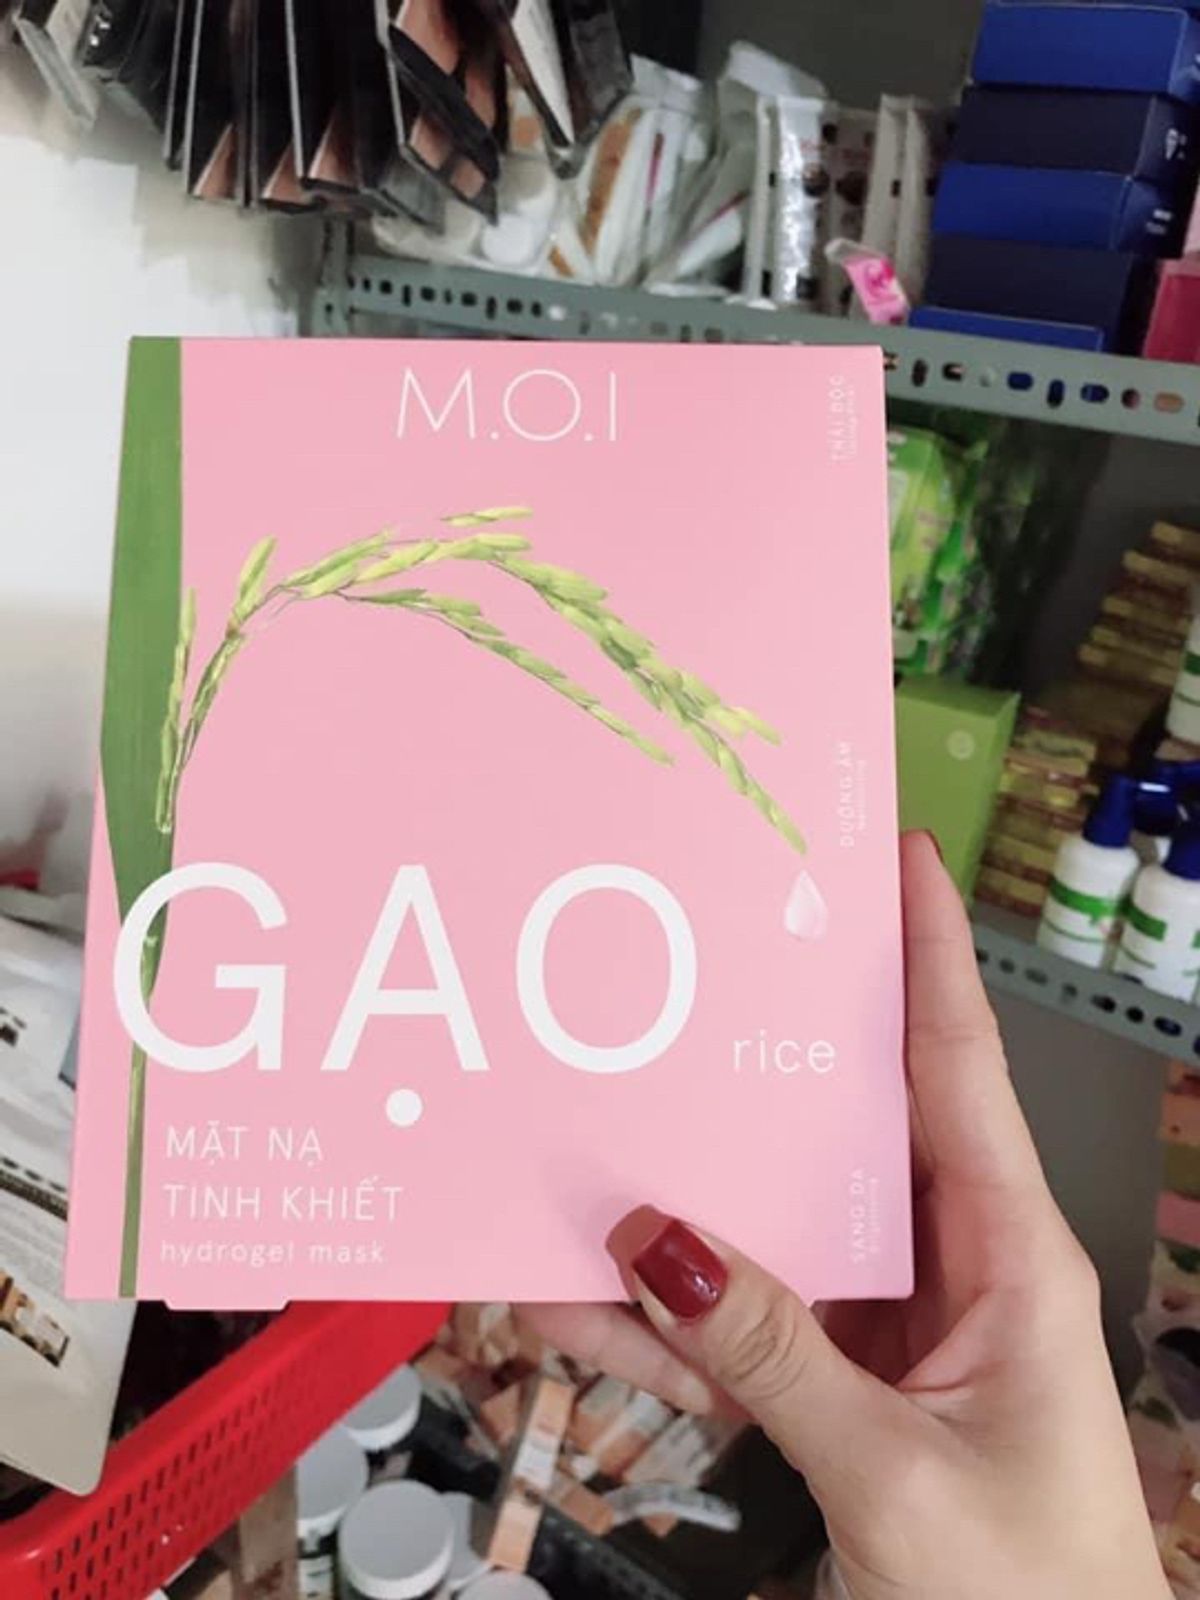 M.O.I
THẢI ĐỘC
DƯỠNG ẨM
GẠO
rice
MẶT NẠ
TINH KHIẾT
hydrogel mask
SÁNG DA